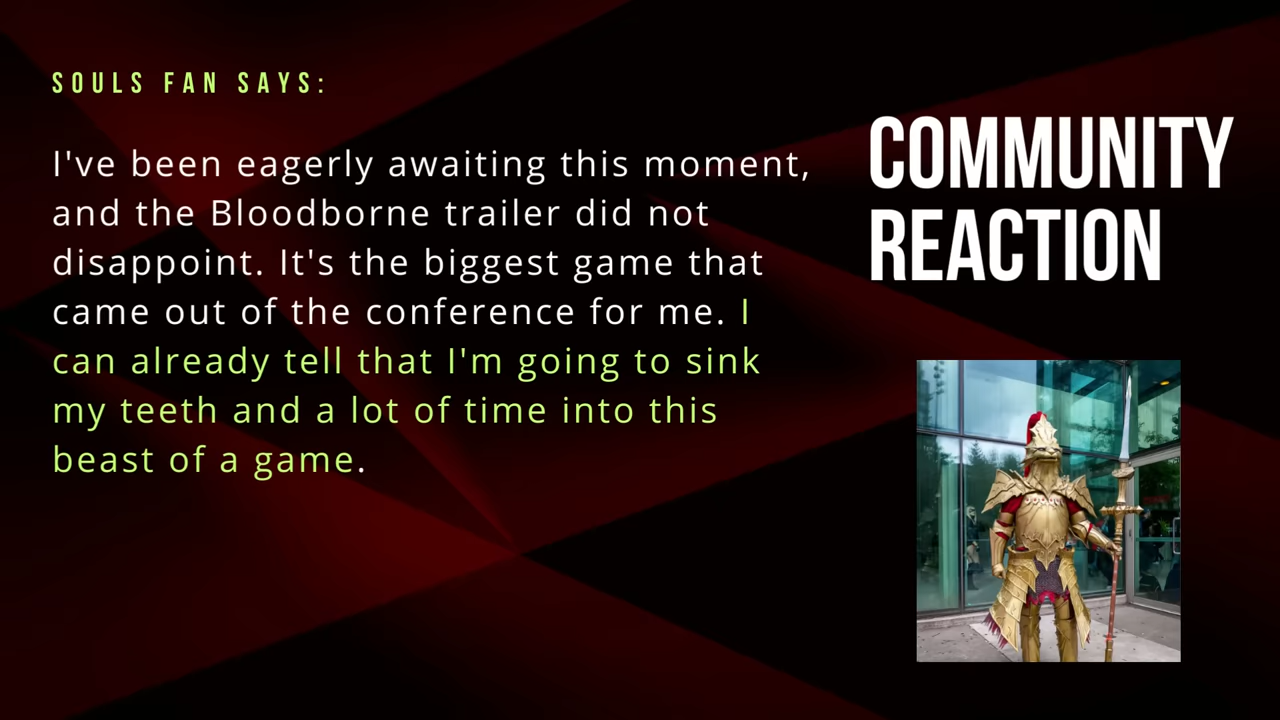 SOULS FAN SAYS:
I've been eagerly awaiting this moment,
and the Bloodborne trailer did not
disappoint. It's the biggest game that
came out of the conference for me. I
can already tell that I'm going to sink
my teeth and a lot of time into this
beast of a game.
COMMUNITY
REACTION